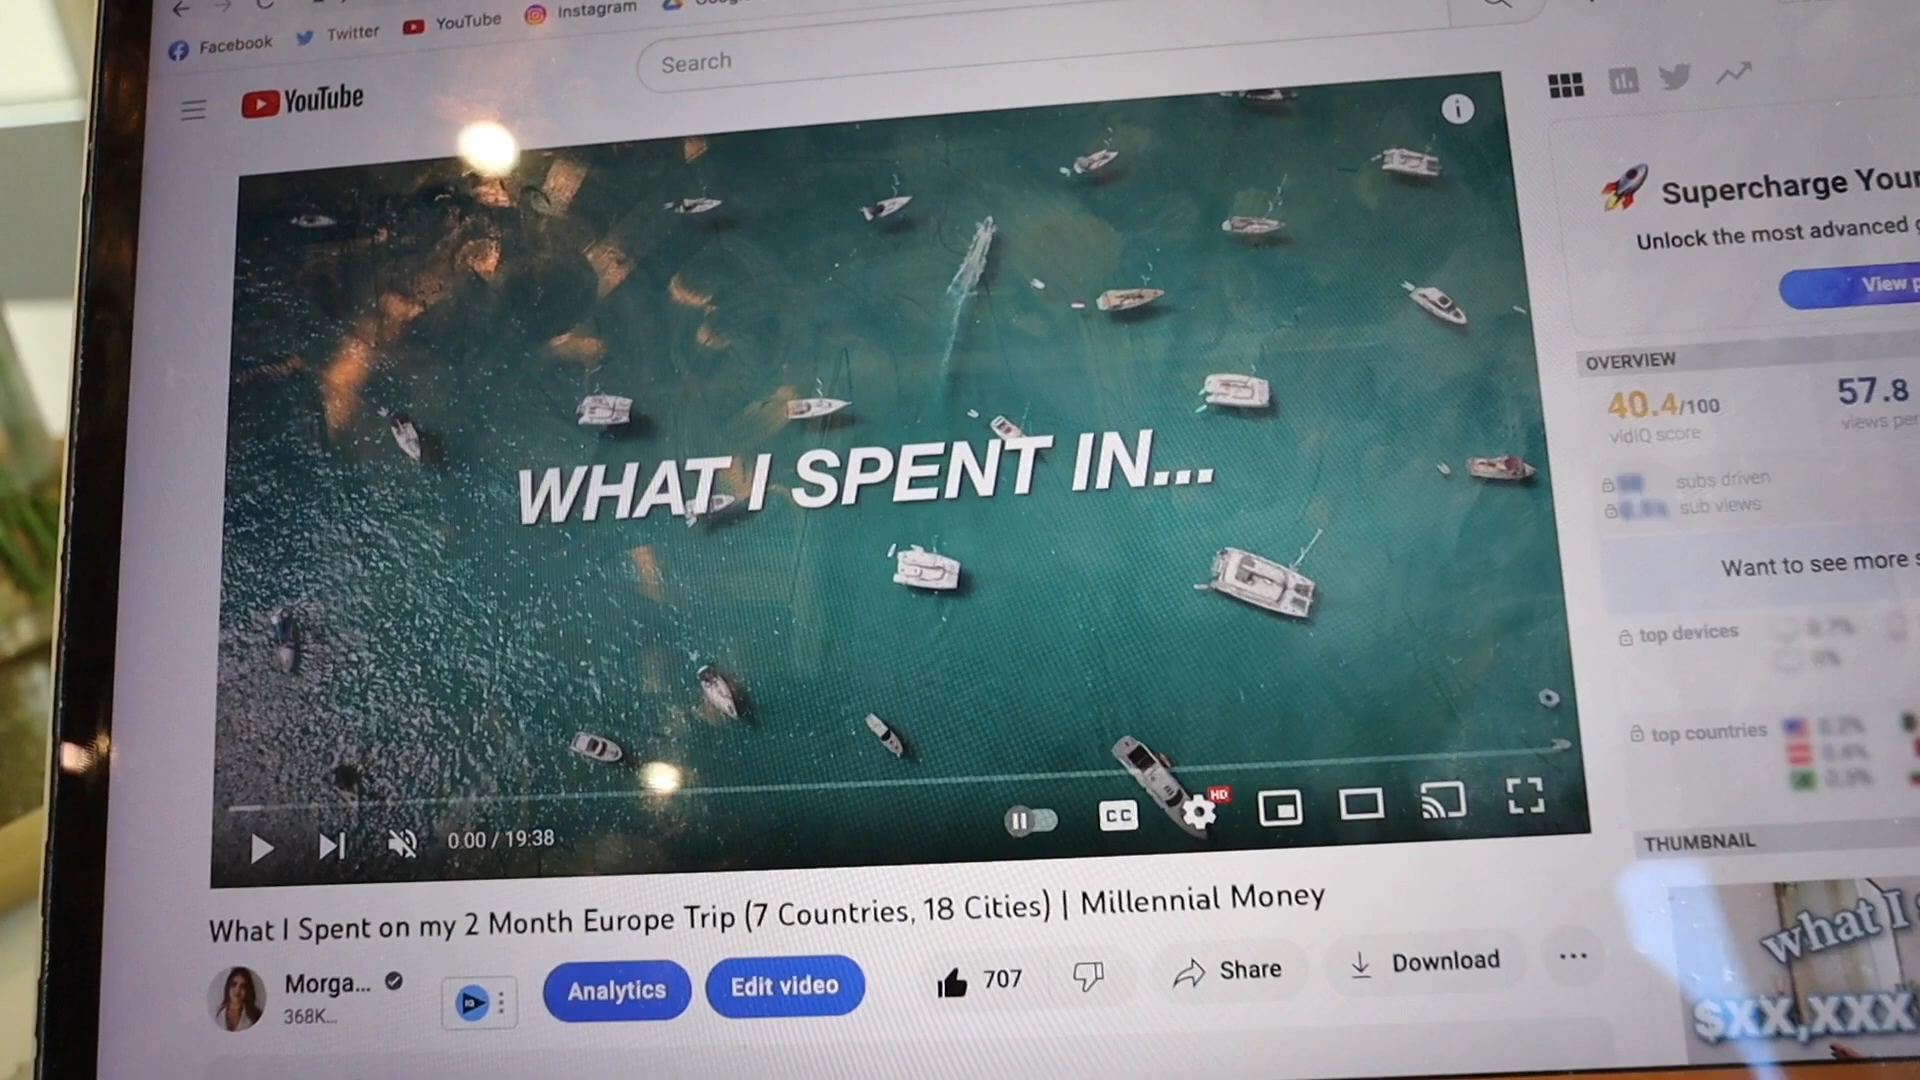 Facebook
Twitter
YouTube
Instagram
YouTube
Search
i
WHAT I SPENT IN...
CC
HD
0:00 / 19:38
What I Spent on my 2 Month Europe Trip (7 Countries, 18 Cities) | Millennial Money
Morga...
368K...
Analytics
Edit video
707
Share
Download
Supercharge Your
Unlock the most advanced
View
OVERVIEW
40.4/100
vidIQ score
57.8
views per
subs driven
sub views
Want to see more
top devices
top countries
THUMBNAIL
what I
$XX,XXX